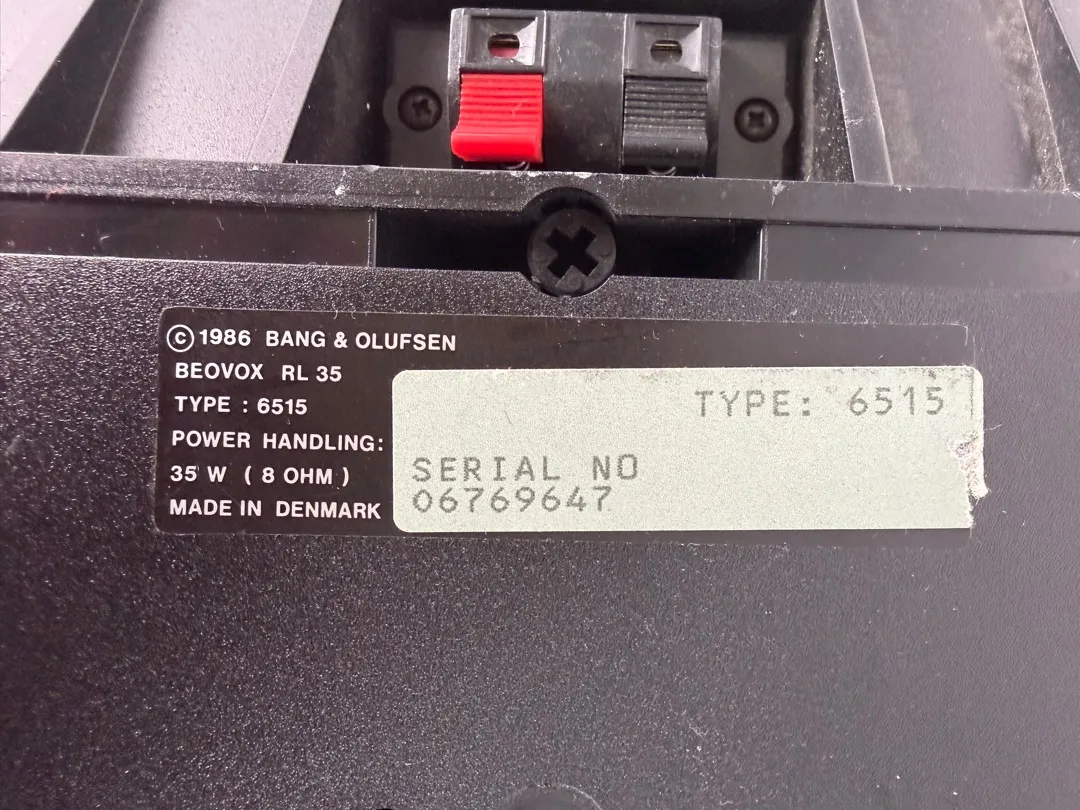 © 1986 BANG & OLUFSEN
BEOVOX RL 35
TYPE : 6515
POWER HANDLING:
35 W ( 8 OHM )
MADE IN DENMARK
TYPE: 6515
SERIAL NO
06769647